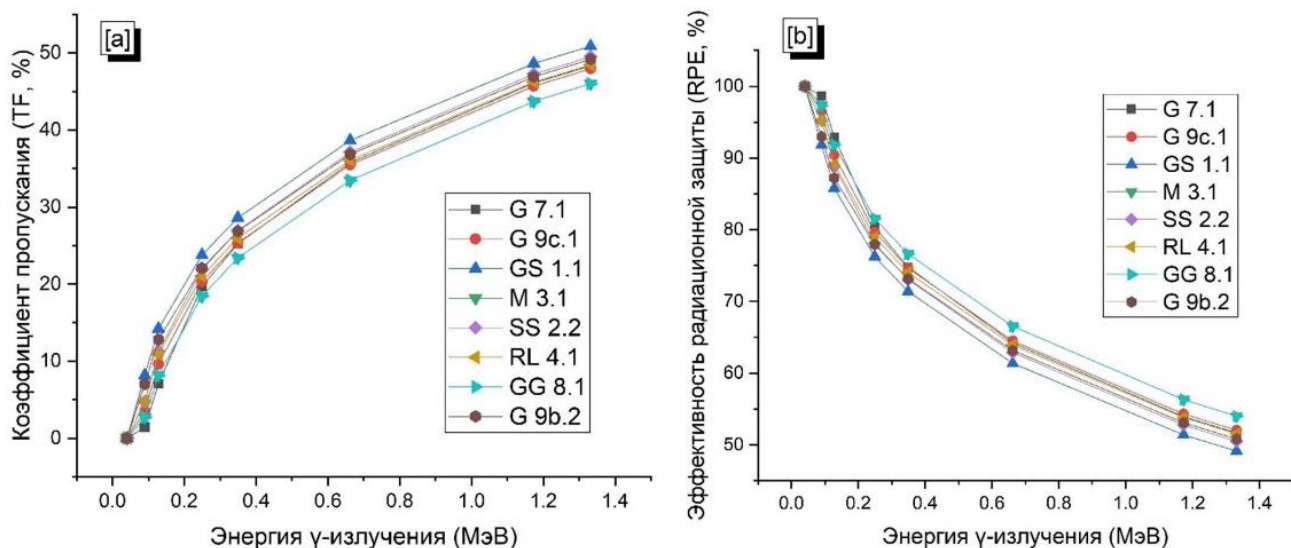 [a]
Коэффициент пропускания (TF, %)
50
40
30
20
10
0
0.0 0.2 0.4 0.6 0.8 1.0 1.2 1.4
Энергия γ-излучения (МэВ)
G 7.1
G 9c.1
GS 1.1
M 3.1
SS 2.2
RL 4.1
GG 8.1
G 9b.2
[b]
Эффективность радиационной защиты (RPE, %)
100
90
80
70
60
50
0.0 0.2 0.4 0.6 0.8 1.0 1.2 1.4
Энергия γ-излучения (МэВ)
G 7.1
G 9c.1
GS 1.1
M 3.1
SS 2.2
RL 4.1
GG 8.1
G 9b.2